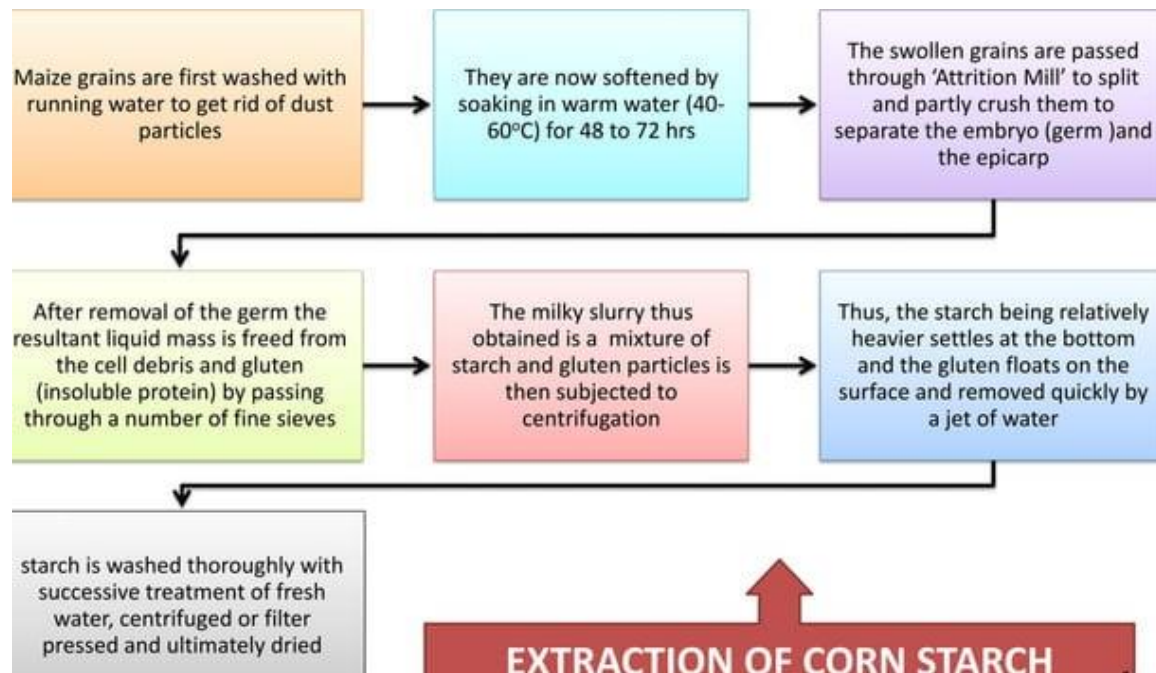 Maize grains are first washed with
running water to get rid of dust
particles
They are now softened by
soaking in warm water (40-
60°C) for 48 to 72 hrs
The swollen grains are passed
through ‘Attrition Mill’ to split
and partly crush them to
separate the embryo (germ )and
the epicarp
After removal of the germ the
resultant liquid mass is freed from
the cell debris and gluten
(insoluble protein) by passing
through a number of fine sieves
The milky slurry thus
obtained is a mixture of
starch and gluten particles is
then subjected to
centrifugation
Thus, the starch being relatively
heavier settles at the bottom
and the gluten floats on the
surface and removed quickly by
a jet of water
starch is washed thoroughly with
successive treatment of fresh
water, centrifuged or filter
pressed and ultimately dried
EXTRACTION OF CORN STARCH